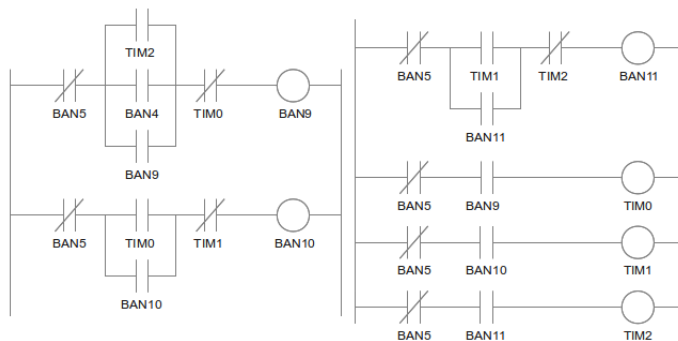 TIM2
BAN5 BAN4 TIM0 BAN9
BAN9
BAN5 TIM0 TIM1 BAN10
BAN10
BAN5 TIM1 TIM2 BAN11
BAN11
BAN5 BAN9 TIM0
BAN5 BAN10 TIM1
BAN5 BAN11 TIM2